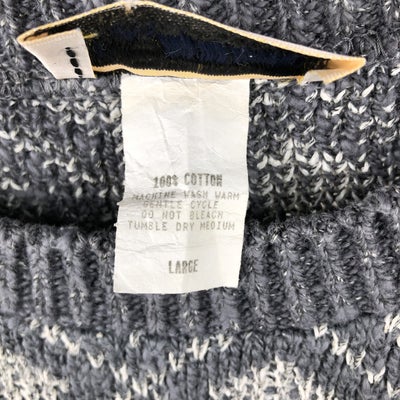 100% COTTON
MACHINE WASH WARM
GENTLE CYCLE
DO NOT BLEACH
TUMBLE DRY MEDIUM
LARGE